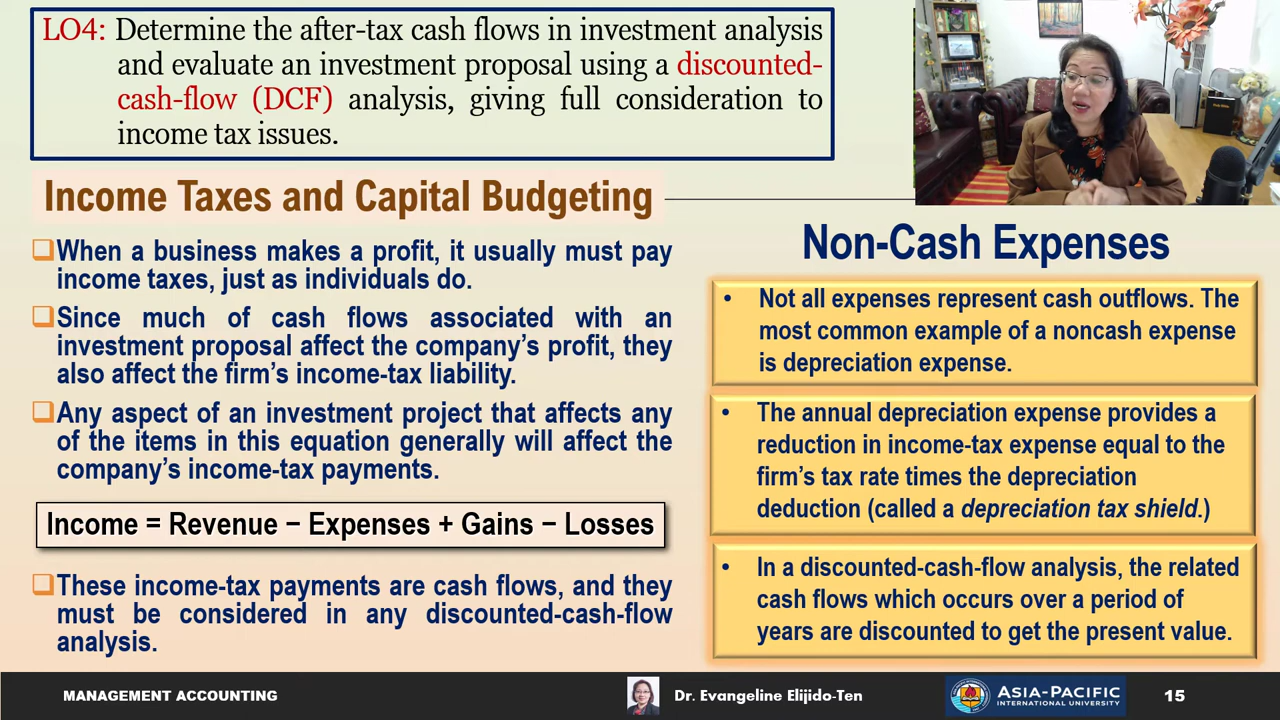 LO4: Determine the after-tax cash flows in investment analysis
and evaluate an investment proposal using a discounted-
cash-flow (DCF) analysis, giving full consideration to
income tax issues.
Income Taxes and Capital Budgeting
When a business makes a profit, it usually must pay
income taxes, just as individuals do.
Since much of cash flows associated with an
investment proposal affect the company's profit, they
also affect the firm's income-tax liability.
Any aspect of an investment project that affects any
of the items in this equation generally will affect the
company's income-tax payments.
Income = Revenue − Expenses + Gains − Losses
These income-tax payments are cash flows, and they
must be considered in any discounted-cash-flow
analysis.
Non-Cash Expenses
• Not all expenses represent cash outflows. The
most common example of a noncash expense
is depreciation expense.
• The annual depreciation expense provides a
reduction in income-tax expense equal to the
firm's tax rate times the depreciation
deduction (called a depreciation tax shield.)
• In a discounted-cash-flow analysis, the related
cash flows which occurs over a period of
years are discounted to get the present value.
MANAGEMENT ACCOUNTING
Dr. Evangeline Elijido-Ten
ASIA-PACIFIC
INTERNATIONAL UNIVERSITY
15